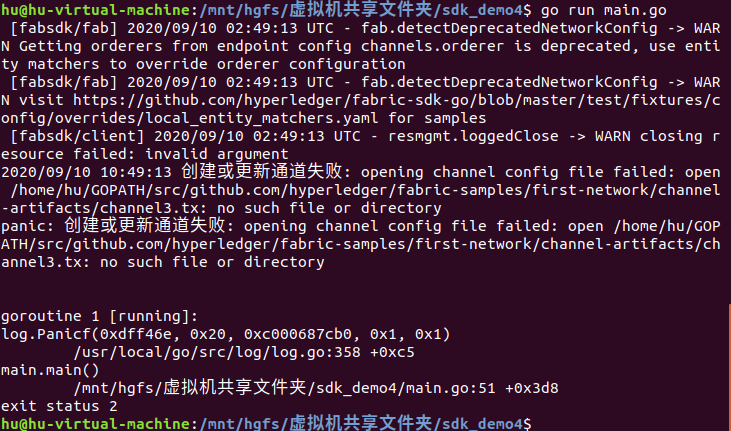 hu@hu-virtual-machine:/mnt/hgfs/虚拟机共享文件夹/sdk_demo4$ go run main.go
 [fabsdk/fab] 2020/09/10 02:49:13 UTC - fab.detectDeprecatedNetworkConfig -> WAR
N Getting orderers from endpoint config channels.orderer is deprecated, use enti
ty matchers to override orderer configuration
 [fabsdk/fab] 2020/09/10 02:49:13 UTC - fab.detectDeprecatedNetworkConfig -> WAR
N visit https://github.com/hyperledger/fabric-sdk-go/blob/master/test/fixtures/c
onfig/overrides/local_entity_matchers.yaml for samples
 [fabsdk/client] 2020/09/10 02:49:13 UTC - resmgmt.loggedClose -> WARN closing r
esource failed: invalid argument
2020/09/10 10:49:13 创建或更新通道失败: opening channel config file failed: open
 /home/hu/GOPATH/src/github.com/hyperledger/fabric-samples/first-network/channel
-artifacts/channel3.tx: no such file or directory
panic: 创建或更新通道失败: opening channel config file failed: open /home/hu/GOP
ATH/src/github.com/hyperledger/fabric-samples/first-network/channel-artifacts/ch
annel3.tx: no such file or directory
goroutine 1 [running]:
log.Panicf(0xdff46e, 0x20, 0xc000687cb0, 0x1, 0x1)
        /usr/local/go/src/log/log.go:358 +0xc5
main.main()
        /mnt/hgfs/虚拟机共享文件夹/sdk_demo4/main.go:51 +0x3d8
exit status 2
hu@hu-virtual-machine:/mnt/hgfs/虚拟机共享文件夹/sdk_demo4$